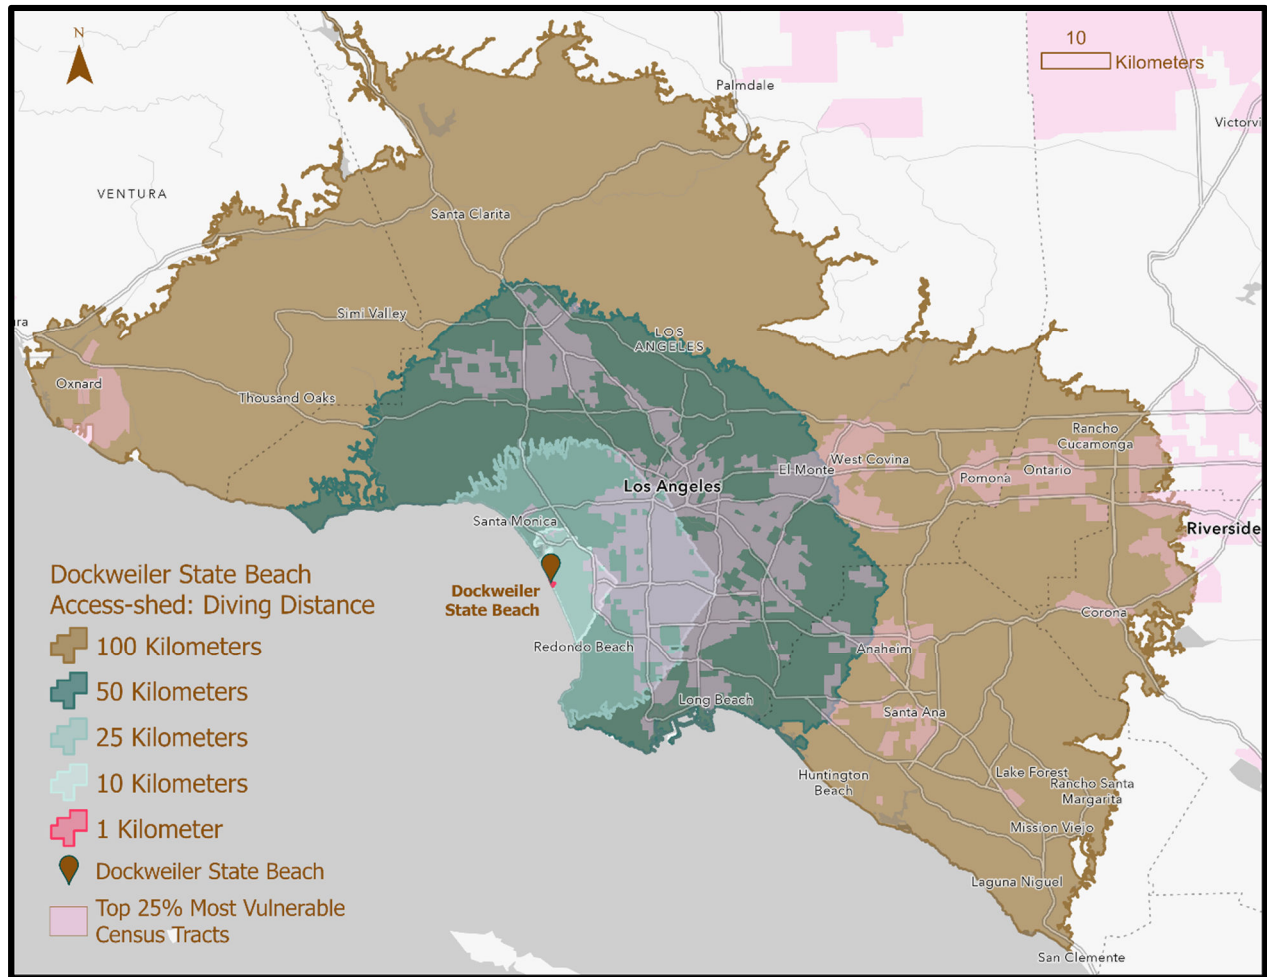 N
10
Kilometers
Palmdale
Victorvi
VENTURA
Santa Clarita
ura
Simi Valley
LOS
ANGELES
Oxnard
Thousand Oaks
Rancho
Cucamonga
West Covina
El Monte
Ontario
Pomona
Los Angeles
Santa Monica
Riverside
Dockweiler
State Beach
Corona
Redondo Beach
Anaheim
Long Beach
Santa Ana
Huntington
Beach
Lake Forest
Rancho Santa
Margarita
Mission Viejo
Laguna Niguel
San Clemente
Dockweiler State Beach
Access-shed: Diving Distance
100 Kilometers
50 Kilometers
25 Kilometers
10 Kilometers
1 Kilometer
Dockweiler State Beach
Top 25% Most Vulnerable
Census Tracts